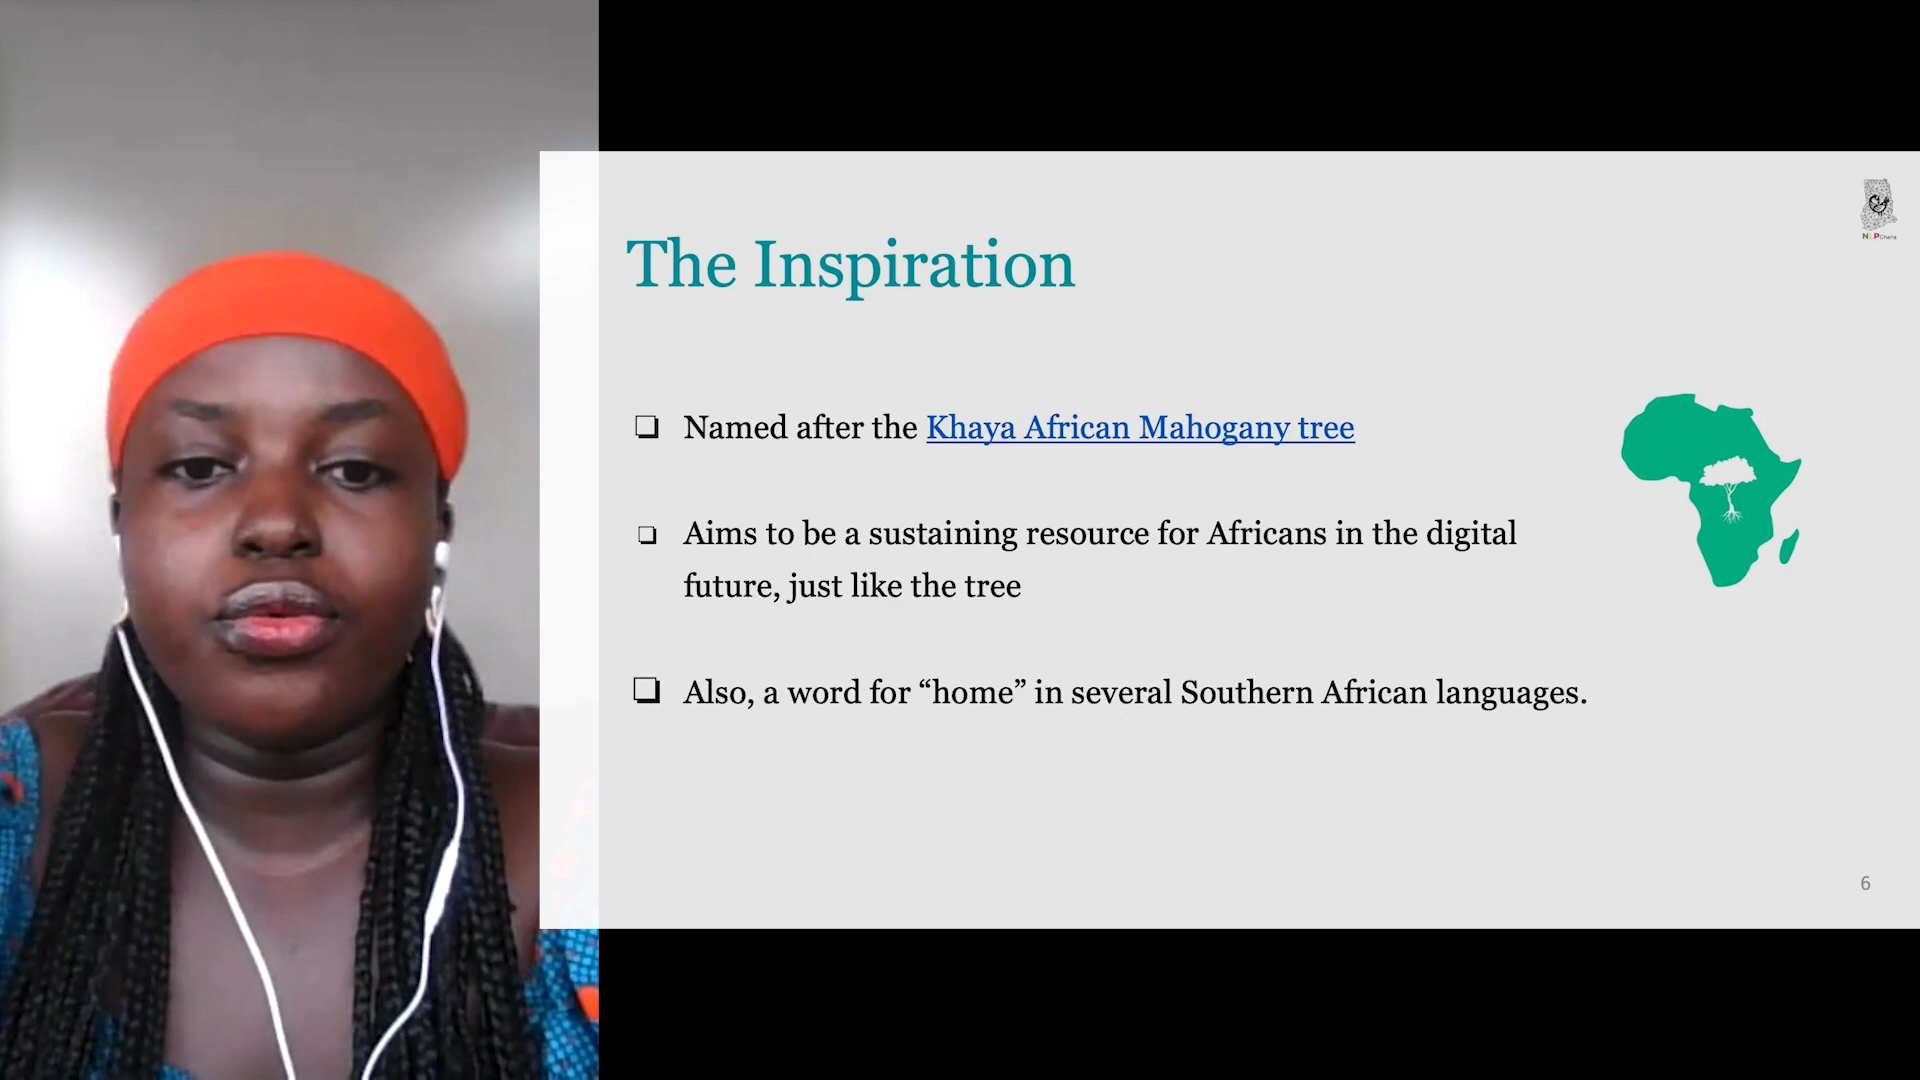 The Inspiration
NLPGhana
❏ Named after the Khaya African Mahogany tree
❏ Aims to be a sustaining resource for Africans in the digital
future, just like the tree
❏ Also, a word for “home” in several Southern African languages.
6